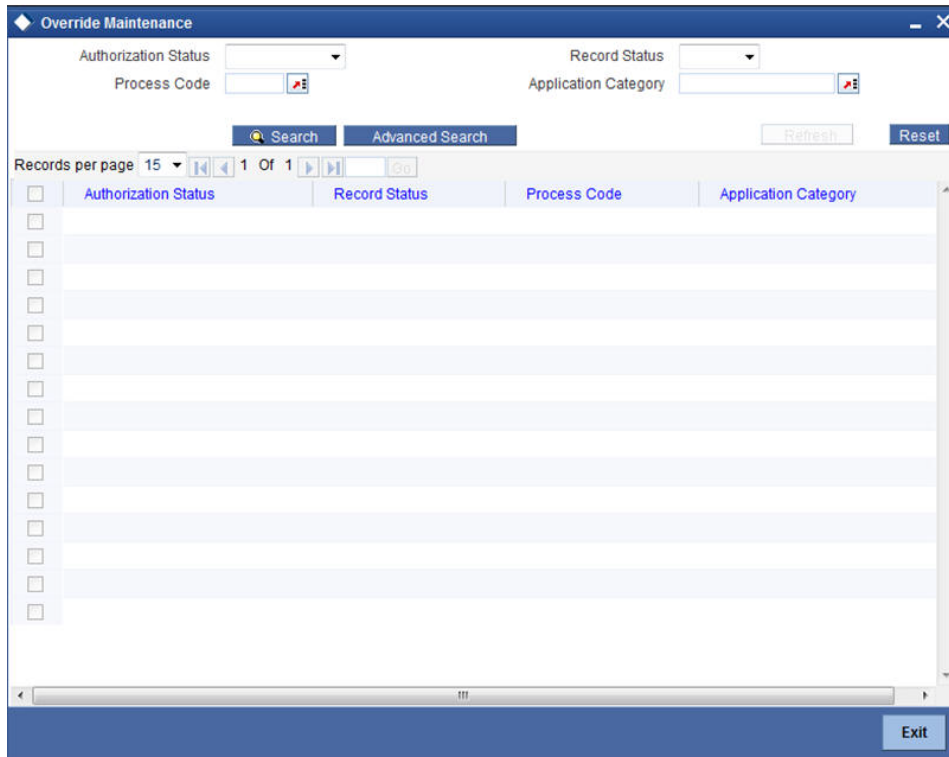 Override Maintenance
Authorization Status Record Status
Process Code Application Category
Search Advanced Search Refresh Reset
Records per page 15 1 Of 1 Go
Authorization Status Record Status Process Code Application Category
Exit